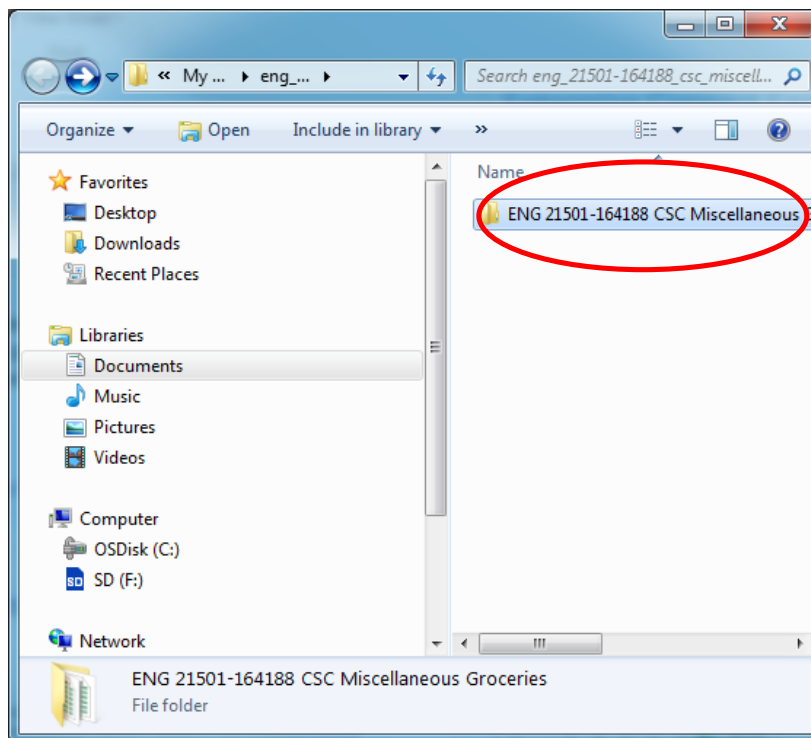 « My ... eng_...
Search eng_21501-164188_csc_miscell...
Organize Open Include in library »
Name
Favorites
Desktop
Downloads
Recent Places
ENG 21501-164188 CSC Miscellaneous
Libraries
Documents
Music
Pictures
Videos
Computer
OSDisk (C:)
SD (F:)
Network
ENG 21501-164188 CSC Miscellaneous Groceries
File folder